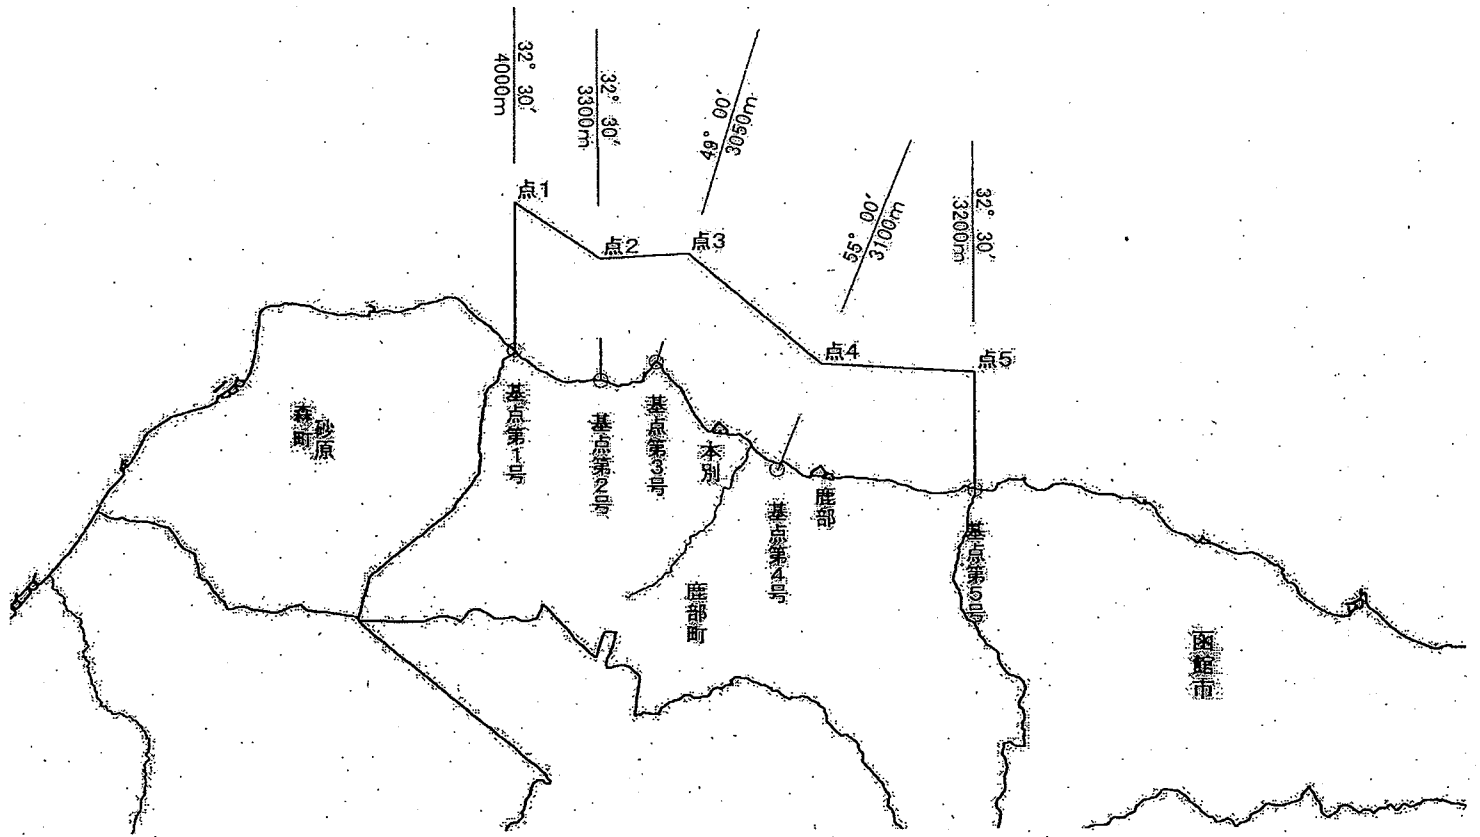 32° 30′
4000m
32° 30′
3300m
49° 00′
3050m
55° 00′
3100m
32° 30′
3200m
点1
点2
点3
点4
点5
基点第1号
基点第2号
基点第3号
基点第4号
基点第5号
森町
砂原
本別
鹿部
鹿部町
函館市